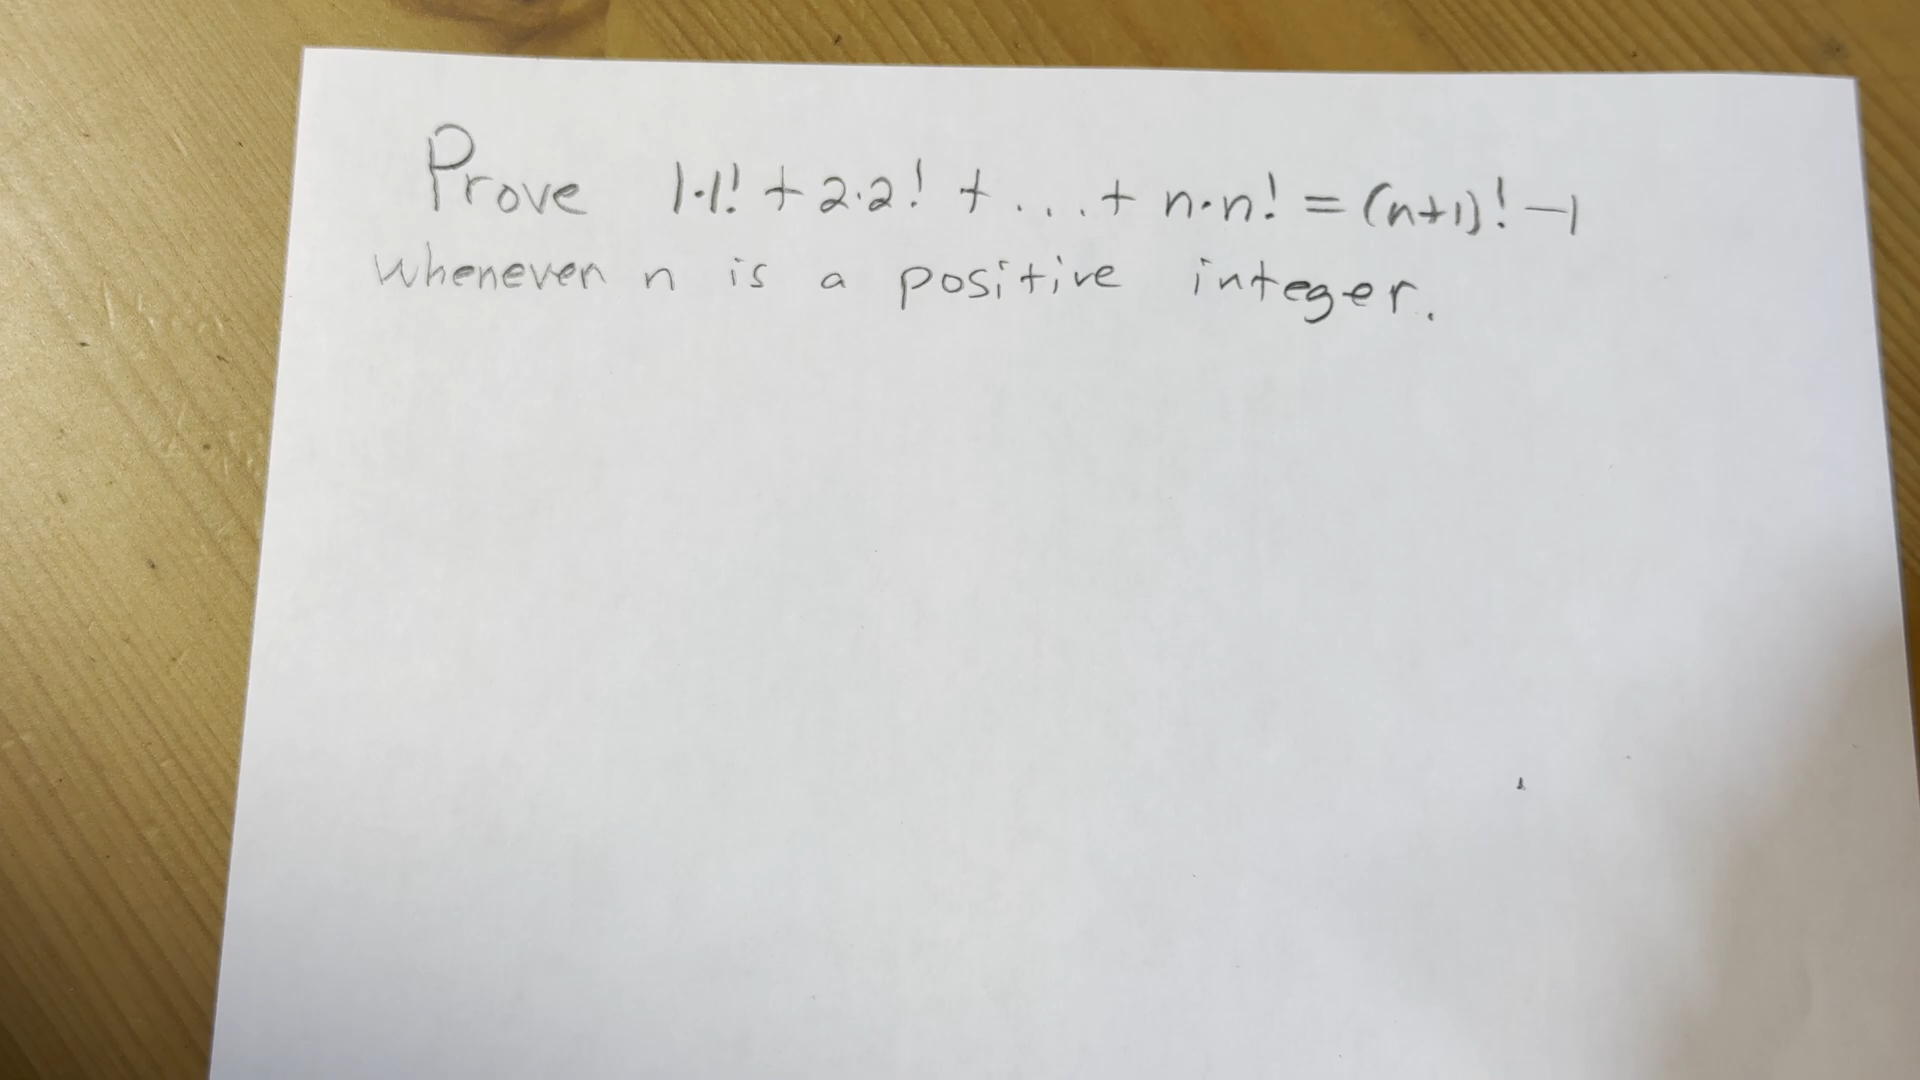 Prove 1·1! + 2·2! + ... + n·n! = (n+1)! - 1
whenever n is a positive integer.